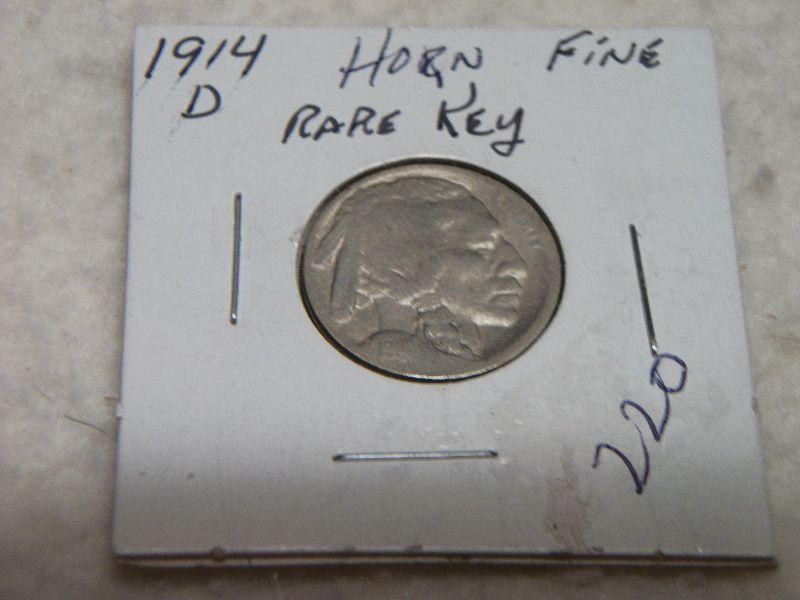 1914 HORN FINE
D RARE KEY
220